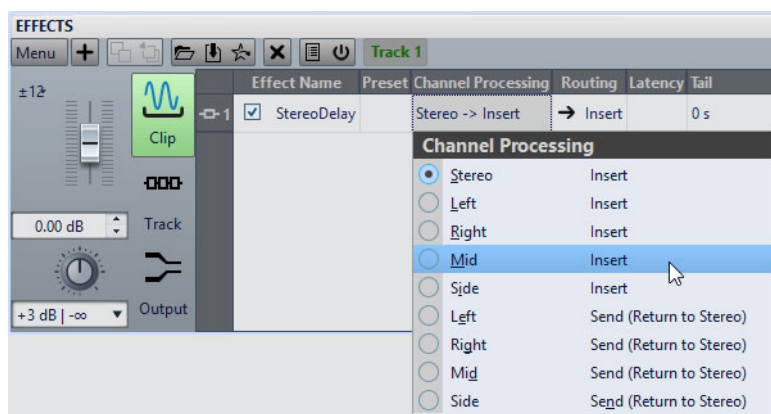 EFFECTS
Menu Track 1
Effect Name Preset Channel Processing Routing Latency Tail
±12
1 StereoDelay Stereo -> Insert → Insert 0 s
Clip
Channel Processing
Stereo Insert
Left Insert
0.00 dB Track
Right Insert
Mid Insert
Side Insert
+3 dB | -∞ Output
Left Send (Return to Stereo)
Right Send (Return to Stereo)
Mid Send (Return to Stereo)
Side Send (Return to Stereo)